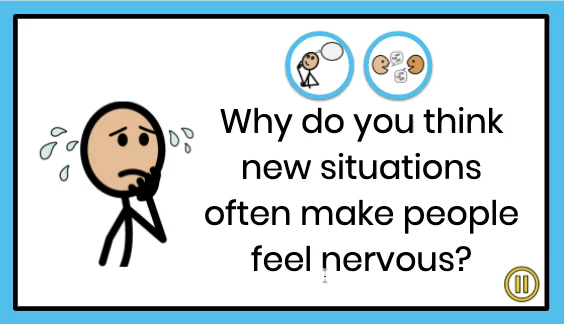 Why do you think
new situations
often make people
feel nervous?